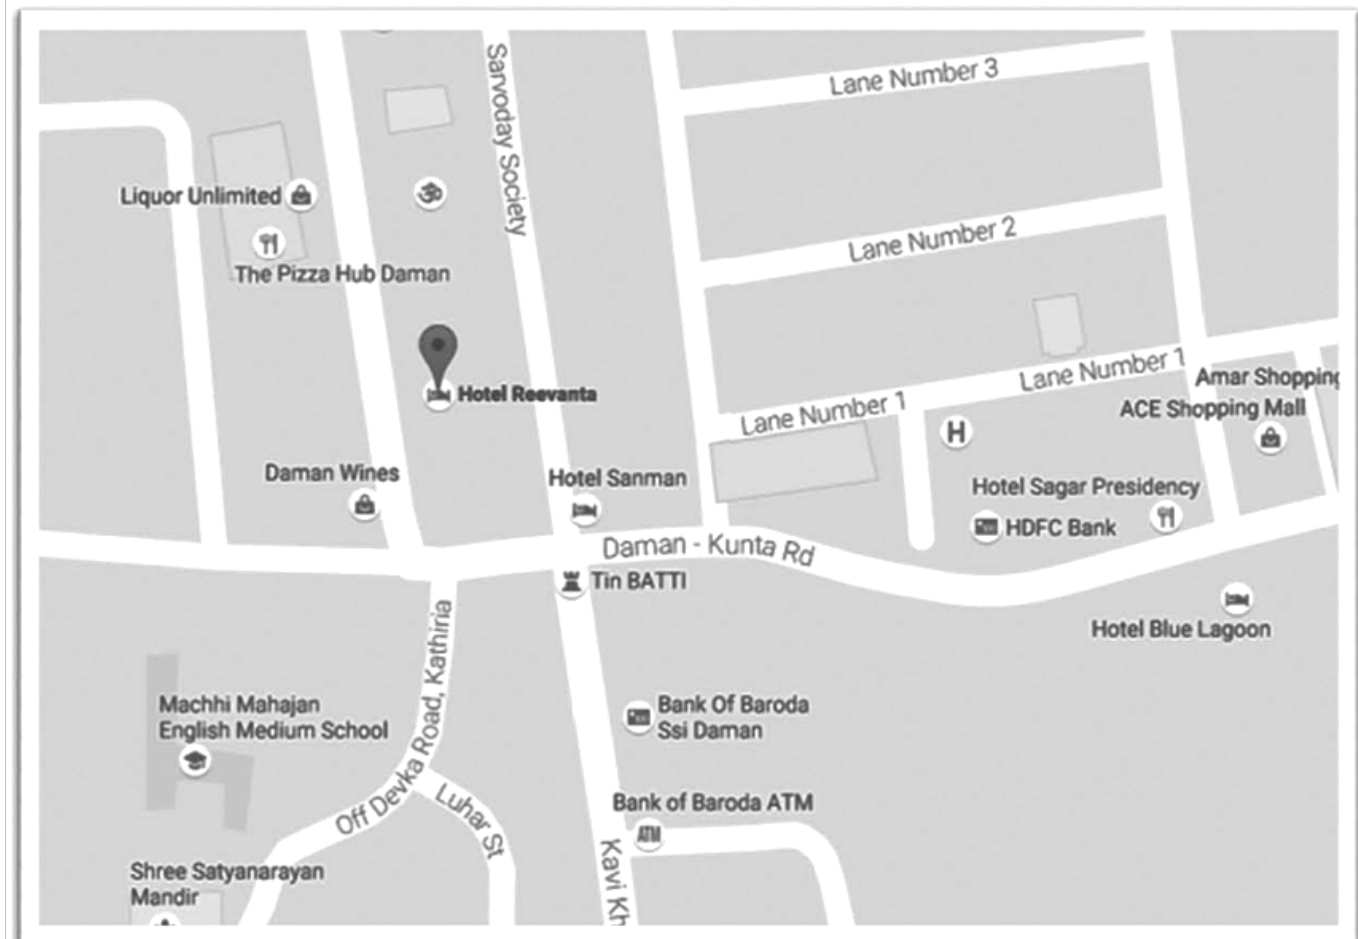 Lane Number 3
Sarvoday Society
Liquor Unlimited
ॐ
The Pizza Hub Daman
Lane Number 2
Hotel Reevanta
Lane Number 1
Lane Number 1
Amar Shopping
ACE Shopping Mall
H
Daman Wines
Hotel Sanman
Hotel Sagar Presidency
HDFC Bank
Daman - Kunta Rd
Tin BATTI
Hotel Blue Lagoon
Off Devka Road, Kathiria
Machhi Mahajan
English Medium School
Bank Of Baroda
Ssi Daman
Luhar St
Bank of Baroda ATM
ATM
Kavi Kh
Shree Satyanarayan
Mandir